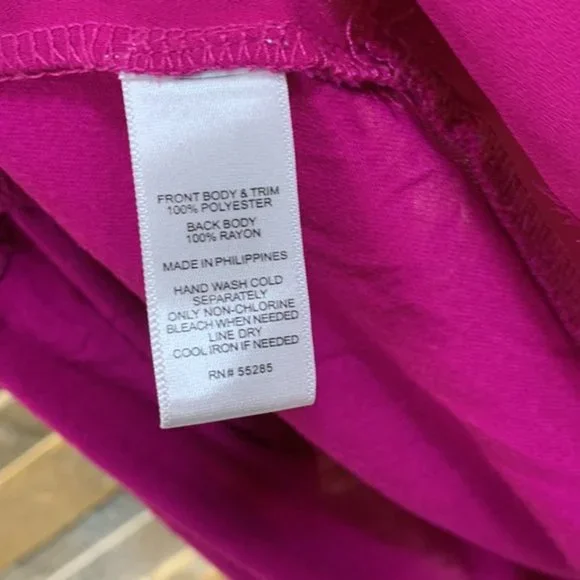 FRONT BODY & TRIM
100% POLYESTER
BACK BODY
100% RAYON
MADE IN PHILIPPINES
HAND WASH COLD
SEPARATELY
ONLY NON-CHLORINE
BLEACH WHEN NEEDED
LINE DRY
COOL IRON IF NEEDED
RN# 55285